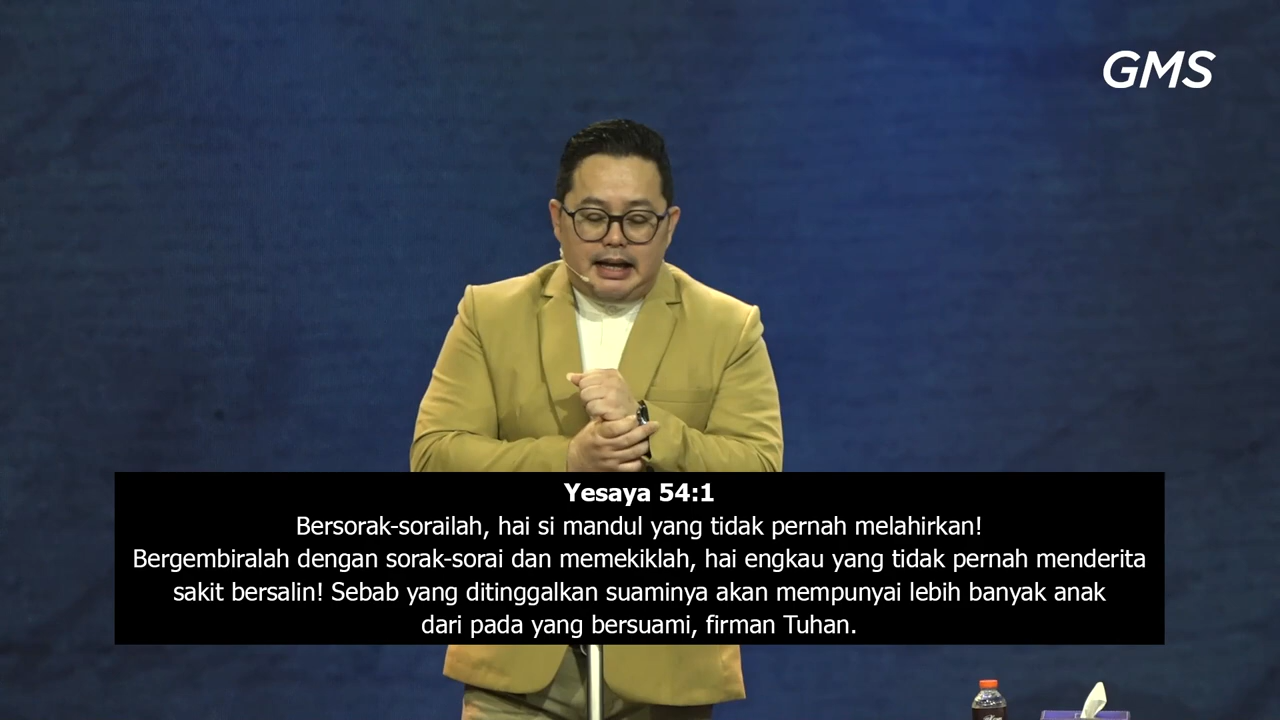 GMS
Yesaya 54:1
Bersorak-sorailah, hai si mandul yang tidak pernah melahirkan!
Bergembiralah dengan sorak-sorai dan memekiklah, hai engkau yang tidak pernah menderita
sakit bersalin! Sebab yang ditinggalkan suaminya akan mempunyai lebih banyak anak
dari pada yang bersuami, firman Tuhan.